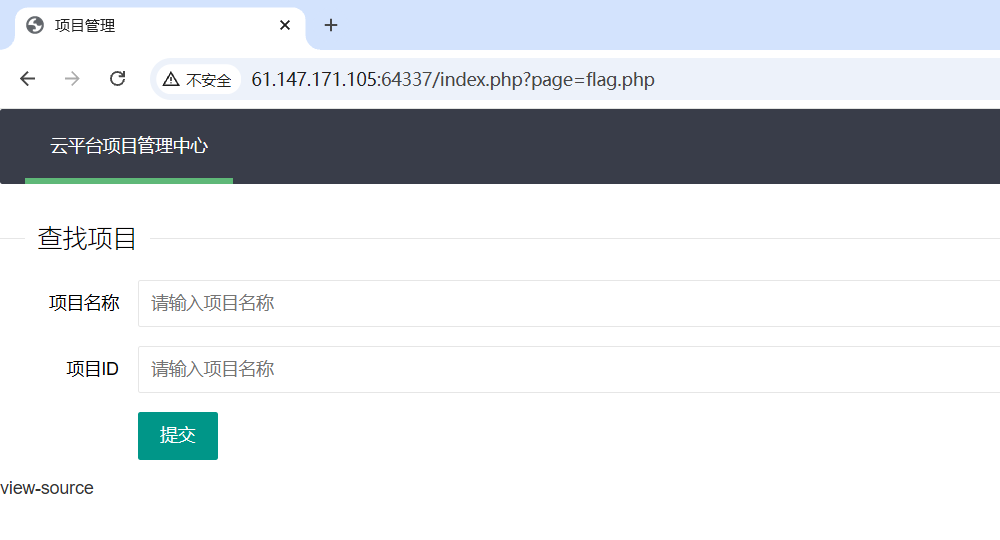 项目管理
不安全 61.147.171.105:64337/index.php?page=flag.php
云平台项目管理中心
查找项目
项目名称 请输入项目名称
项目ID 请输入项目名称
提交
view-source